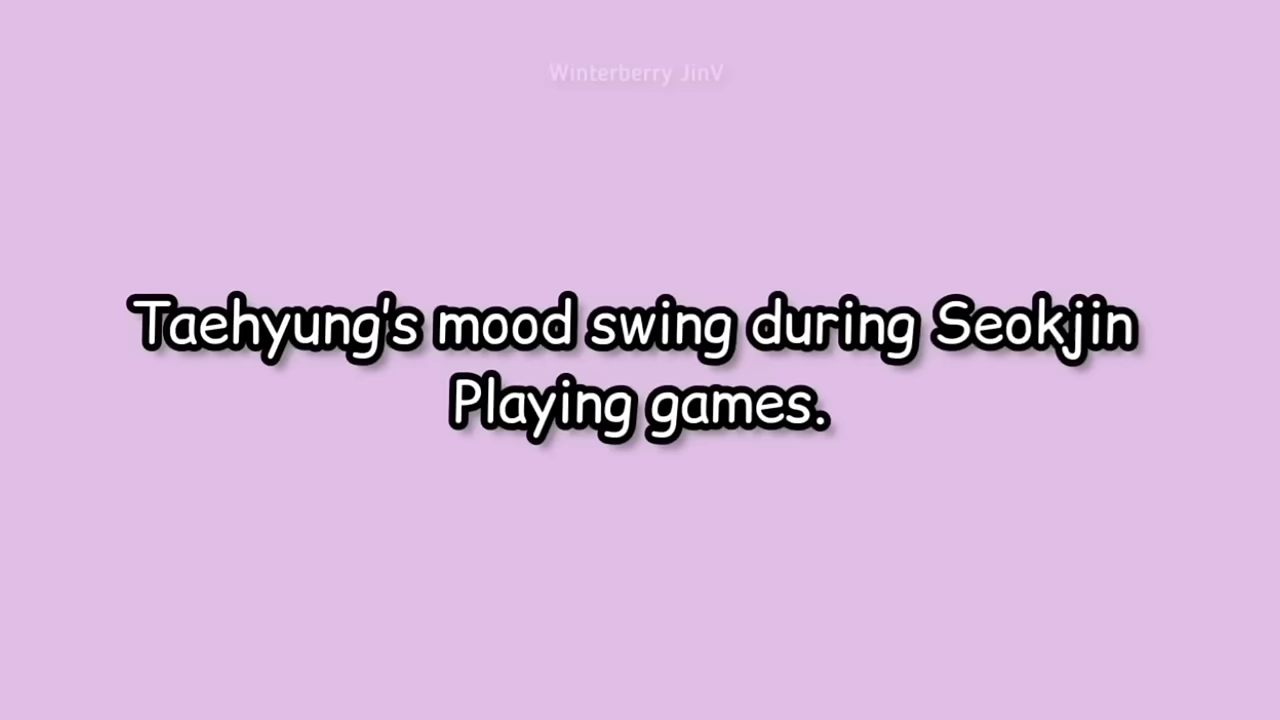 Winterberry JinV
Taehyung's mood swing during Seokjin
Playing games.